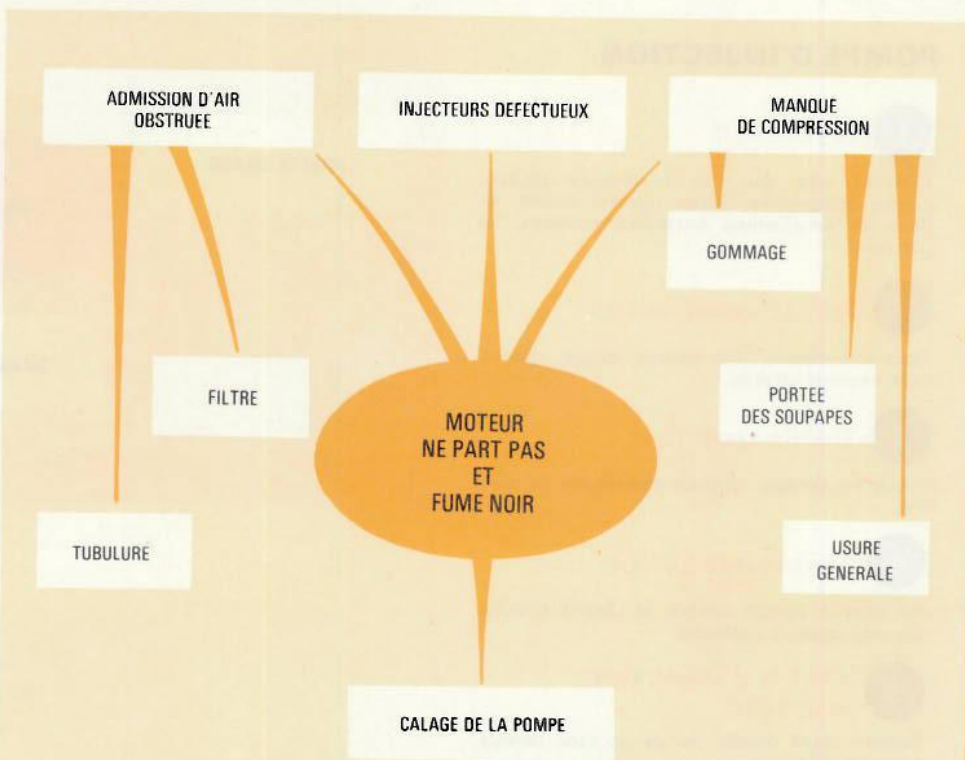 ADMISSION D'AIR
OBSTRUEE
INJECTEURS DEFECTUEUX
MANQUE
DE COMPRESSION
GOMMAGE
FILTRE
PORTEE
DES SOUPAPES
MOTEUR
NE PART PAS
ET
FUME NOIR
TUBULURE
USURE
GENERALE
CALAGE DE LA POMPE